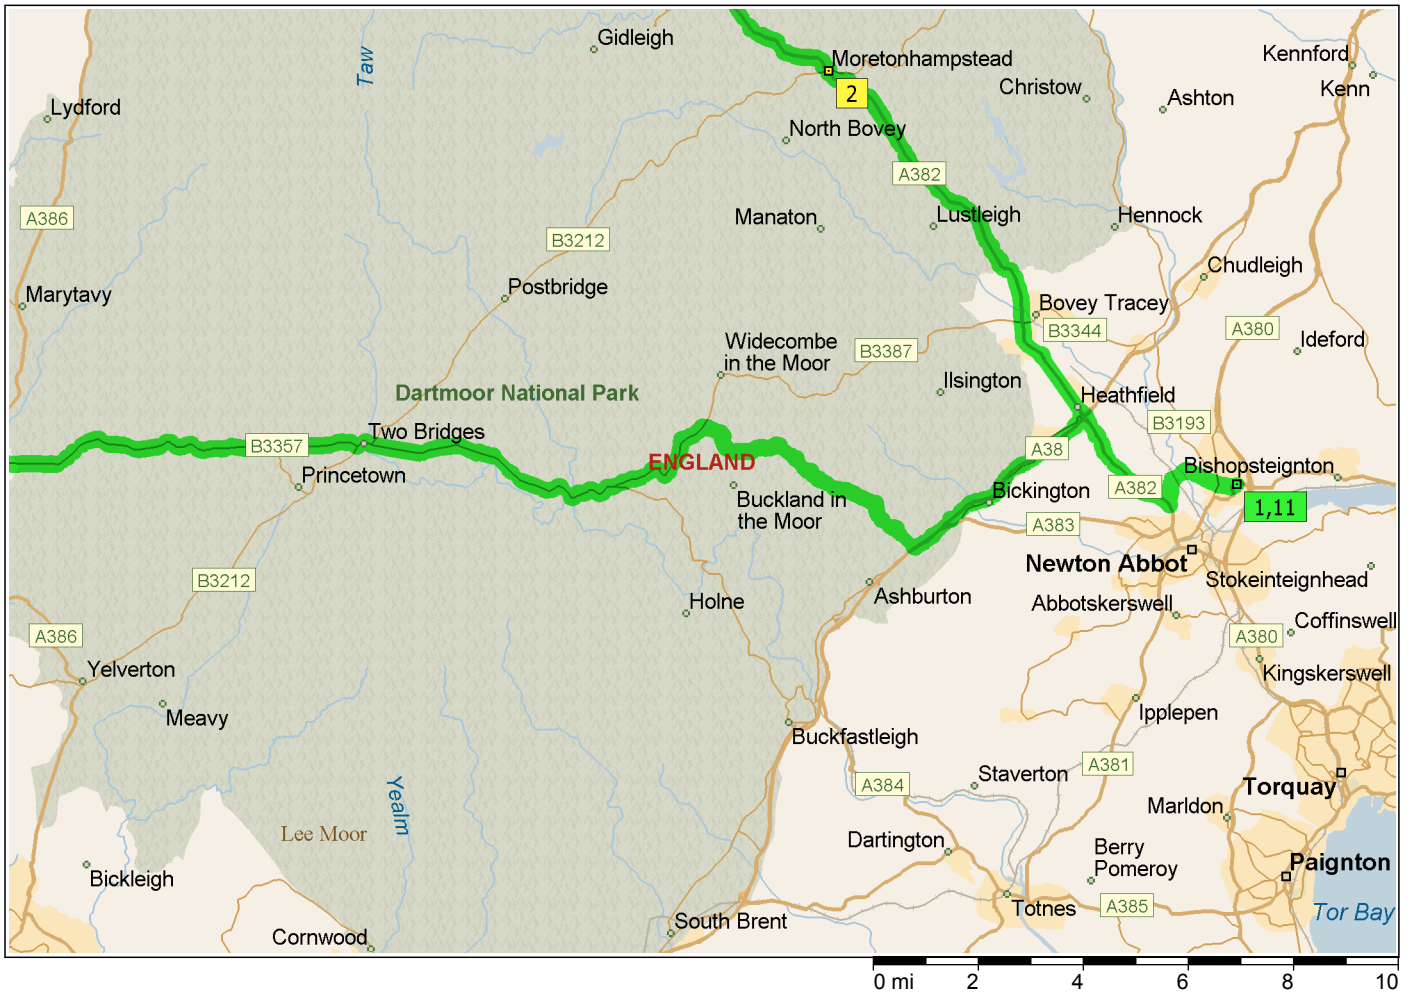 Gidleigh
Taw
Moretonhampstead
Kennford
Kenn
Christow
Ashton
2
Lydford
North Bovey
A382
A386
Manaton
Lustleigh
Hennock
B3212
Chudleigh
Postbridge
Marytavy
Bovey Tracey
B3344
A380
Ideford
Widecombe
in the Moor
B3387
Ilsington
Dartmoor National Park
Heathfield
B3193
Two Bridges
B3357
A38
ENGLAND
Princetown
Bishopsteignton
Buckland in
the Moor
Bickington
A382
1,11
A383
Newton Abbot
Stokeinteignhead
B3212
Ashburton
Holne
Abbotskerswell
Coffinswell
A386
A380
Yelverton
Kingskerswell
Meavy
Ipplepen
Buckfastleigh
A381
Staverton
A384
Torquay
Yealm
Marldon
Lee Moor
Dartington
Berry
Pomeroy
Paignton
Bickleigh
Totnes
A385
Tor Bay
South Brent
Cornwood
0 mi 2 4 6 8 10